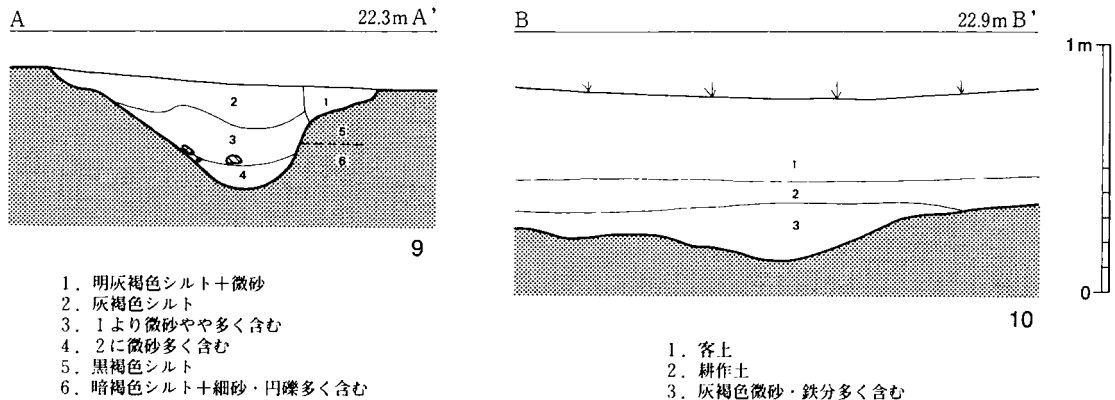 A 22.3m A'
2
1
3
5
6
4
9
1. 明灰褐色シルト+微砂
2. 灰褐色シルト
3. 1より微砂やや多く含む
4. 2に微砂多く含む
5. 黒褐色シルト
6. 暗褐色シルト+細砂・円礫多く含む
B 22.9m B'
1
2
3
10
1. 客土
2. 耕作土
3. 灰褐色微砂・鉄分多く含む
1m
0